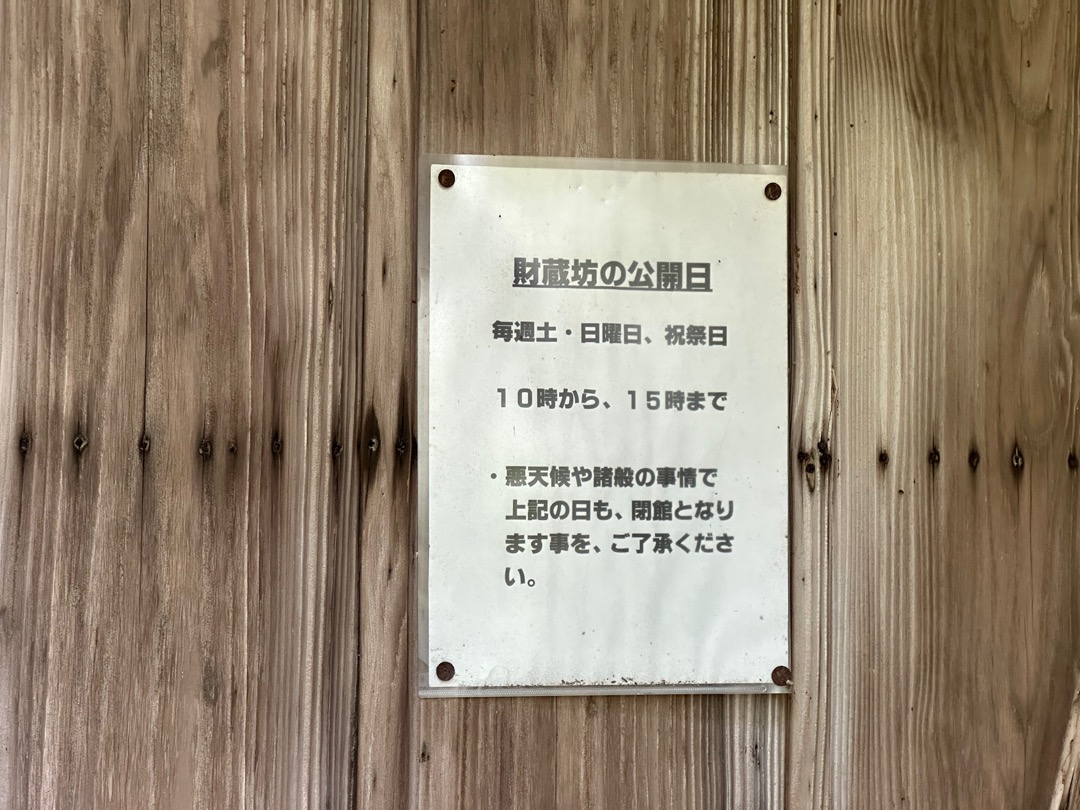 財蔵坊の公開日
毎週土・日曜日、祝祭日
１０時から、１５時まで
・悪天候や諸般の事情で
上記の日も、閉館となり
ます事を、ご了承くださ
い。